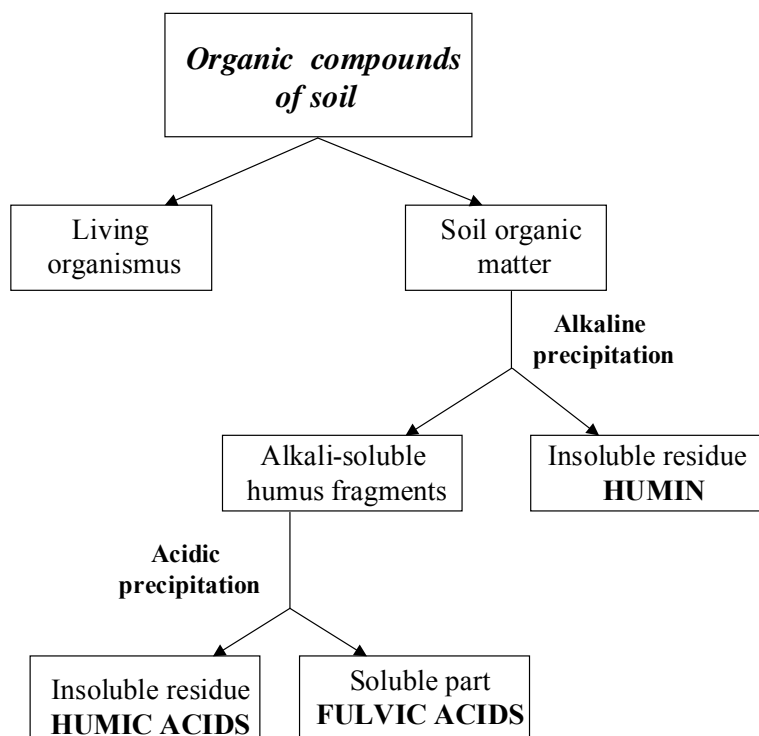 Organic compounds
of soil
Living
organismus
Soil organic
matter
Alkaline
precipitation
Alkali-soluble
humus fragments
Insoluble residue
HUMIN
Acidic
precipitation
Insoluble residue
HUMIC ACIDS
Soluble part
FULVIC ACIDS